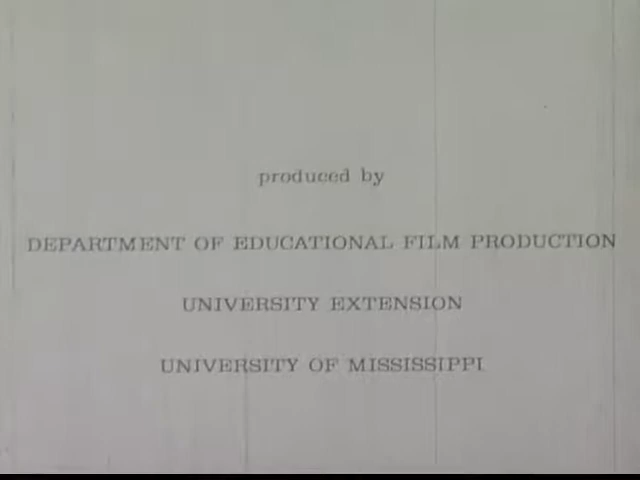 produced by
DEPARTMENT OF EDUCATIONAL FILM PRODUCTION
UNIVERSITY EXTENSION
UNIVERSITY OF MISSISSIPPI